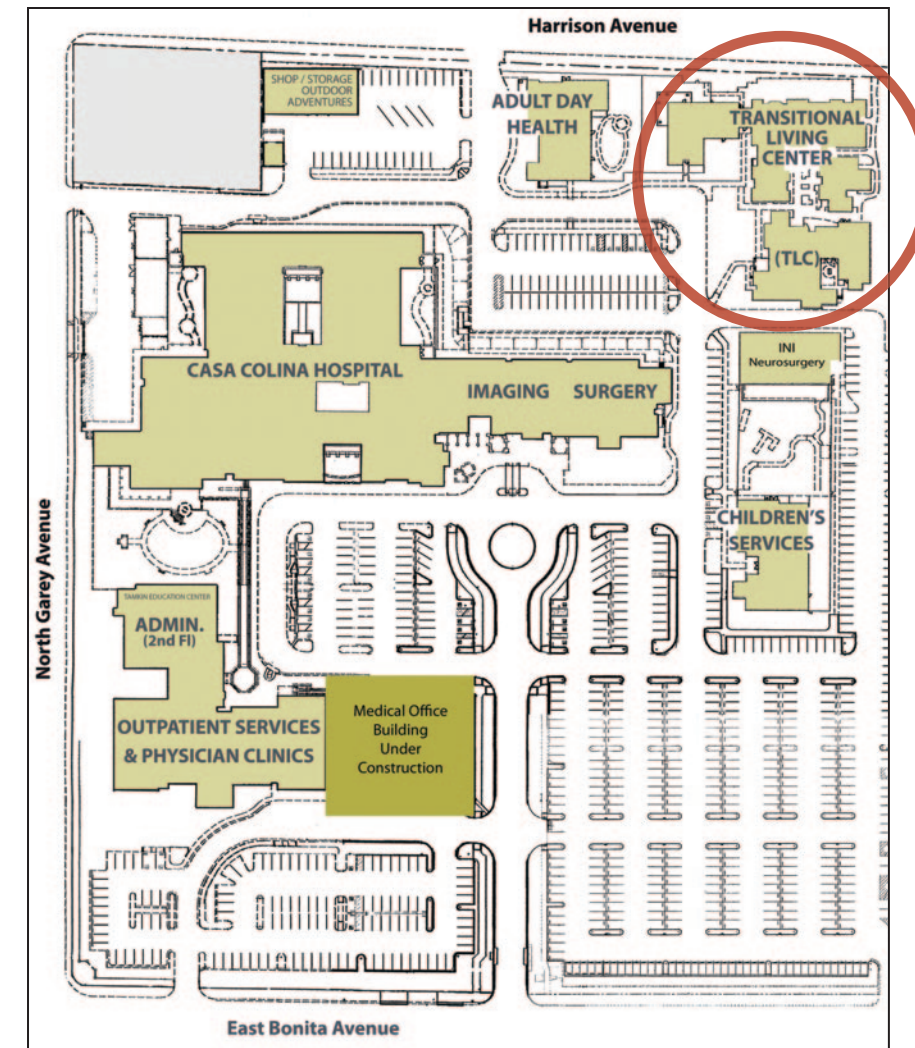 Harrison Avenue
SHOP / STORAGE
OUTDOOR
ADVENTURES
ADULT DAY
HEALTH
TRANSITIONAL
LIVING
CENTER
(TLC)
INI
Neurosurgery
CASA COLINA HOSPITAL
IMAGING SURGERY
CHILDREN'S
SERVICES
North Garey Avenue
TAMKIN EDUCATION CENTER
ADMIN.
(2nd Fl)
OUTPATIENT SERVICES
& PHYSICIAN CLINICS
Medical Office
Building
Under
Construction
East Bonita Avenue